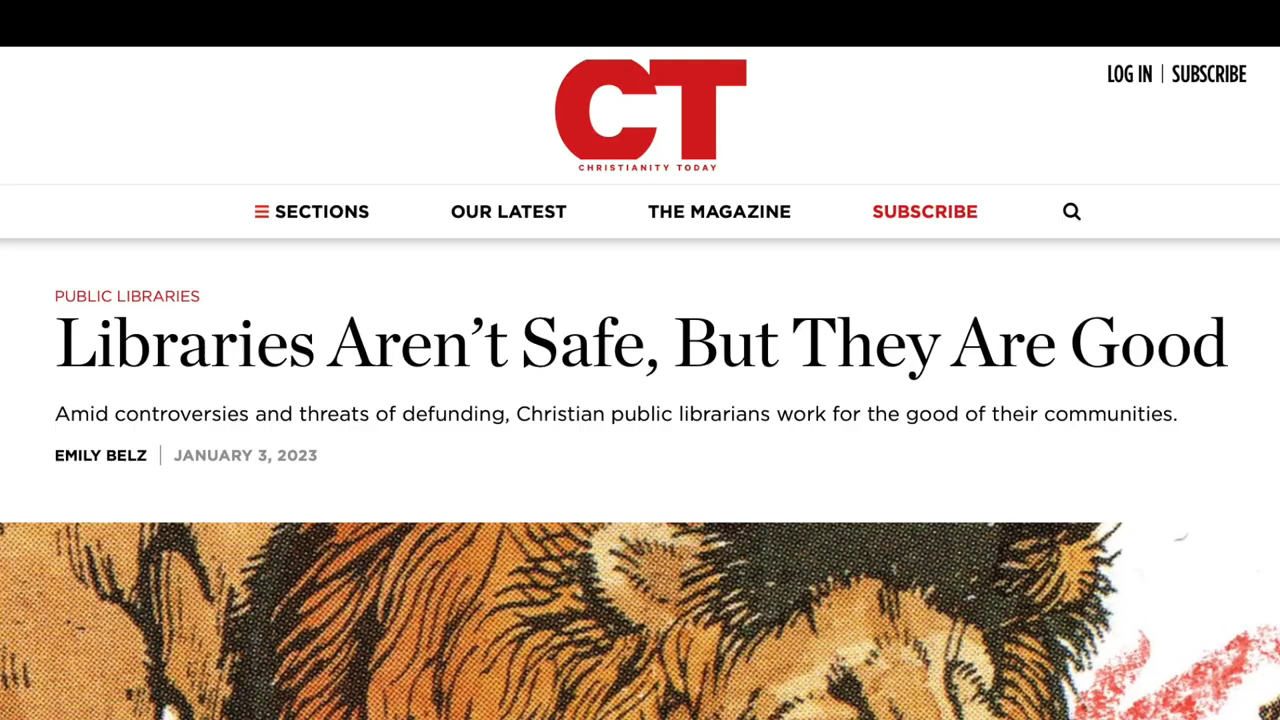 LOG IN | SUBSCRIBE
CT
CHRISTIANITY TODAY
SECTIONS
OUR LATEST
THE MAGAZINE
SUBSCRIBE
PUBLIC LIBRARIES
Libraries Aren’t Safe, But They Are Good
Amid controversies and threats of defunding, Christian public librarians work for the good of their communities.
EMILY BELZ | JANUARY 3, 2023